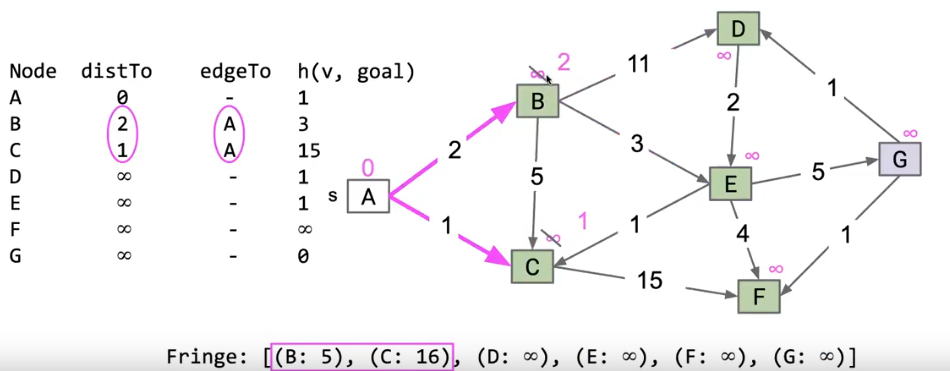 Node distTo edgeTo h(v, goal)
A 0 - 1
B 2 A 3
C 1 A 15
D ∞ - 1
E ∞ - 1
F ∞ - ∞
G ∞ - 0
s
0
A
2
1
∞ 2
B
5
∞ 1
C
11
3
1
15
D
∞
2
E
∞
4
F
∞
5
1
1
G
∞
Fringe: [(B: 5), (C: 16), (D: ∞), (E: ∞), (F: ∞), (G: ∞)]